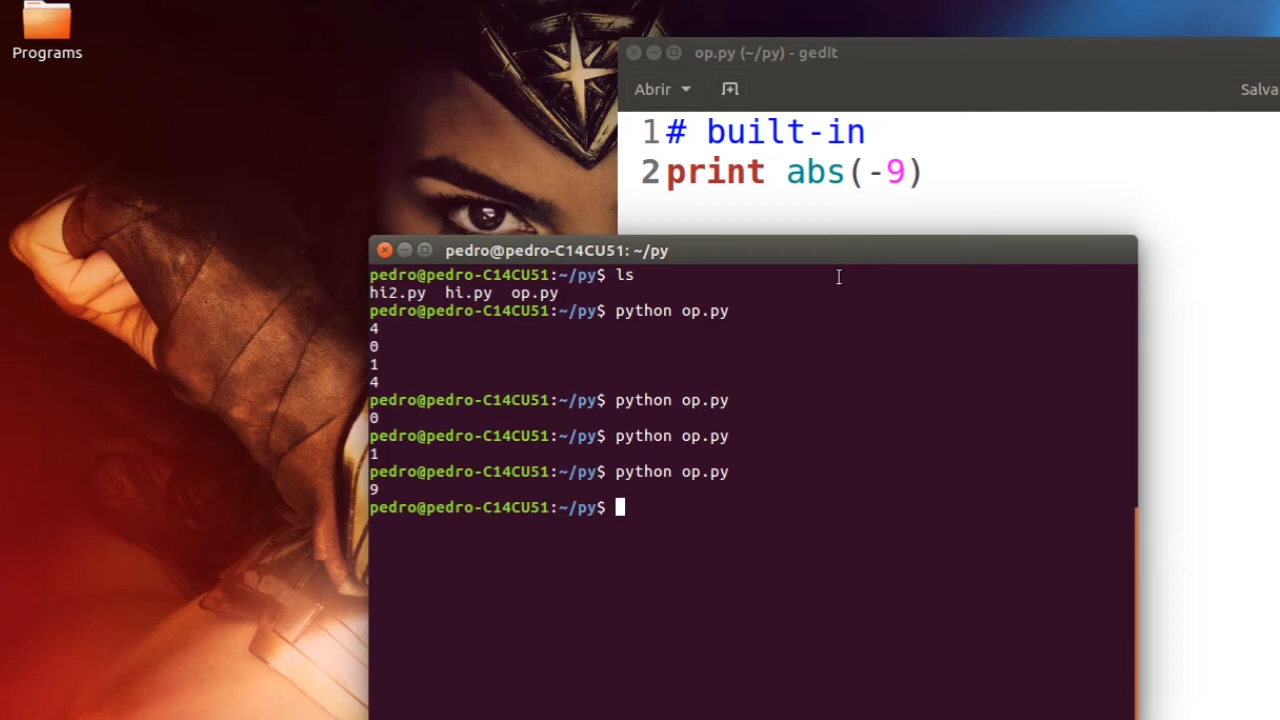 Programs
op.py (~/py) - gedit
Abrir
Salva
1 # built-in
2 print abs(-9)
pedro@pedro-C14CU51: ~/py
pedro@pedro-C14CU51:~/py$ ls
hi2.py hi.py op.py
pedro@pedro-C14CU51:~/py$ python op.py
4
0
1
4
pedro@pedro-C14CU51:~/py$ python op.py
0
pedro@pedro-C14CU51:~/py$ python op.py
1
pedro@pedro-C14CU51:~/py$ python op.py
9
pedro@pedro-C14CU51:~/py$